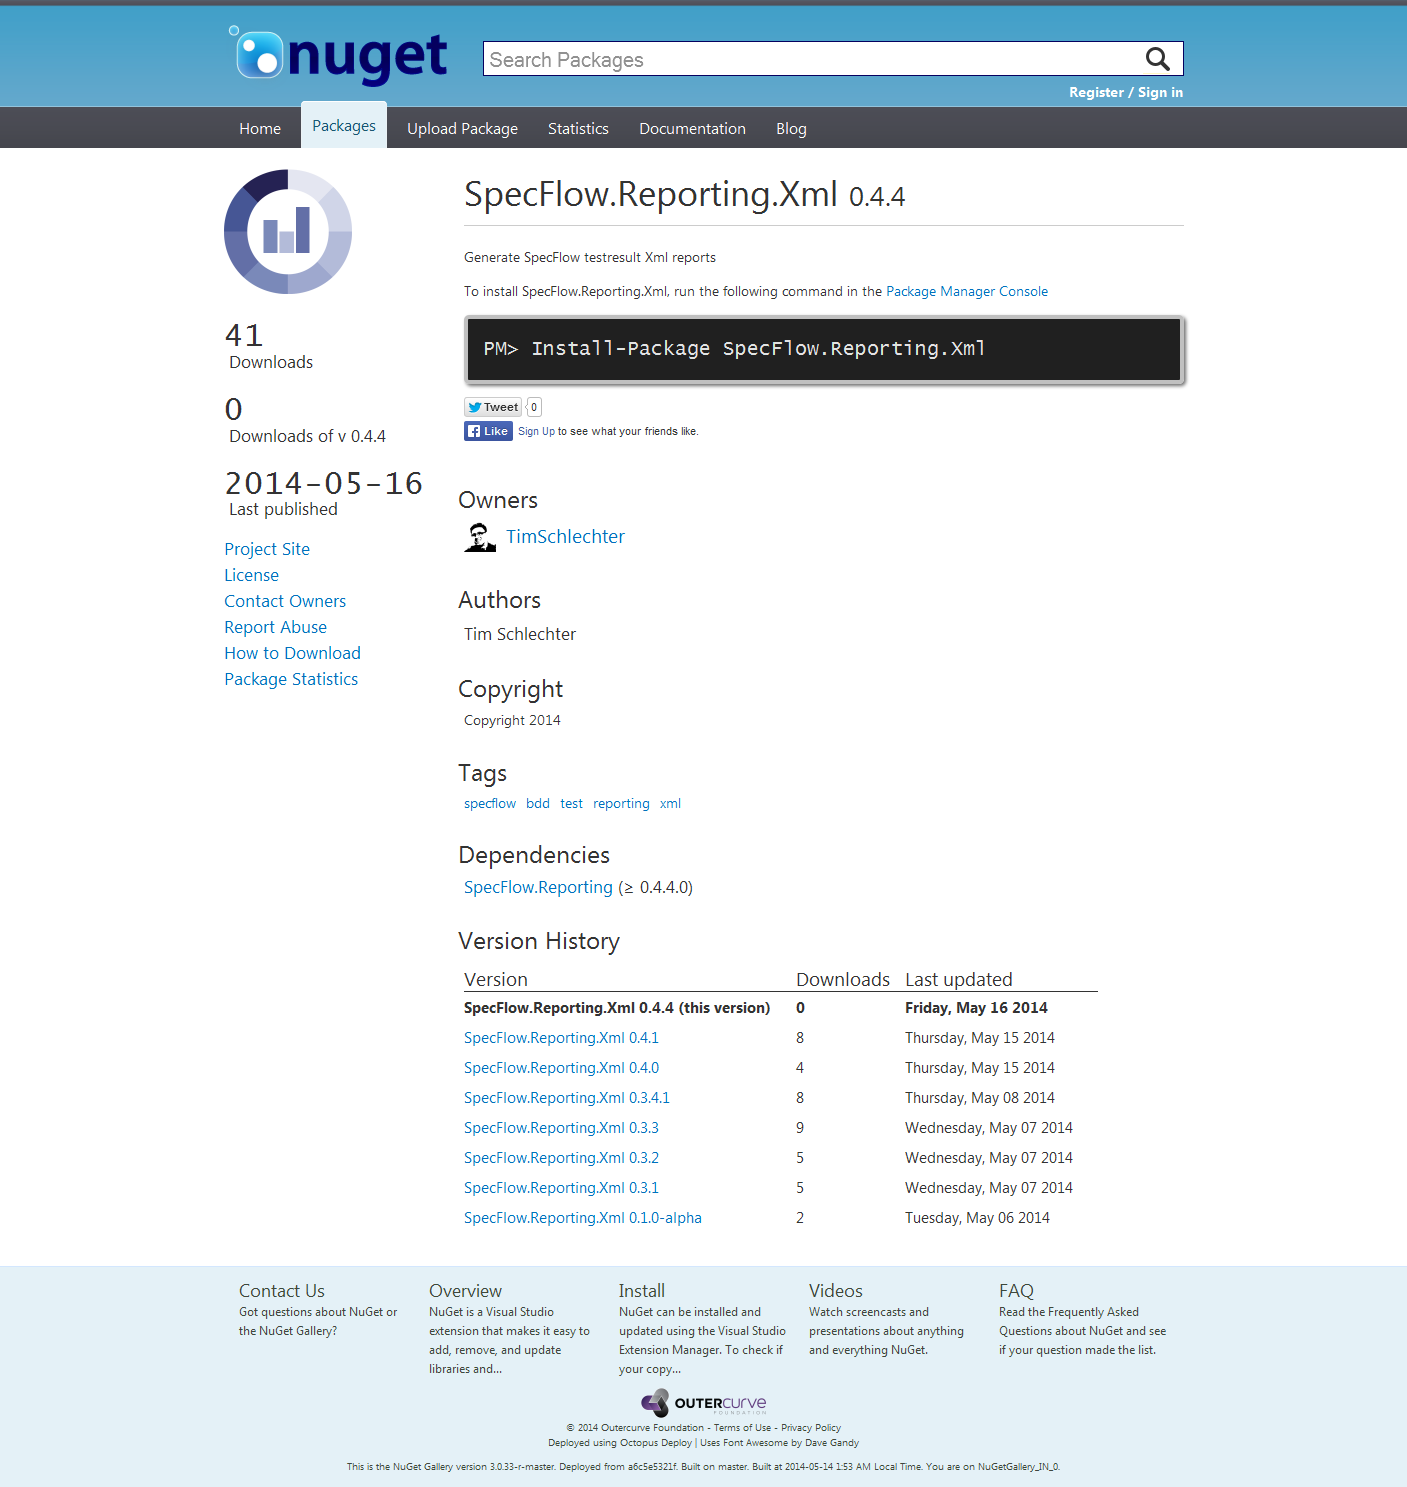 nuget
Search Packages
Register / Sign in
Home Packages Upload Package Statistics Documentation Blog
41
Downloads
0
Downloads of v 0.4.4
2014-05-16
Last published
Project Site
License
Contact Owners
Report Abuse
How to Download
Package Statistics
SpecFlow.Reporting.Xml 0.4.4
Generate SpecFlow testresult Xml reports
To install SpecFlow.Reporting.Xml, run the following command in the Package Manager Console
PM> Install-Package SpecFlow.Reporting.Xml
Tweet 0
Like Sign Up to see what your friends like.
Owners
TimSchlechter
Authors
Tim Schlechter
Copyright
Copyright 2014
Tags
specflow bdd test reporting xml
Dependencies
SpecFlow.Reporting (≥ 0.4.4.0)
Version History
Version Downloads Last updated
SpecFlow.Reporting.Xml 0.4.4 (this version) 0 Friday, May 16 2014
SpecFlow.Reporting.Xml 0.4.1 8 Thursday, May 15 2014
SpecFlow.Reporting.Xml 0.4.0 4 Thursday, May 15 2014
SpecFlow.Reporting.Xml 0.3.4.1 8 Thursday, May 08 2014
SpecFlow.Reporting.Xml 0.3.3 9 Wednesday, May 07 2014
SpecFlow.Reporting.Xml 0.3.2 5 Wednesday, May 07 2014
SpecFlow.Reporting.Xml 0.3.1 5 Wednesday, May 07 2014
SpecFlow.Reporting.Xml 0.1.0-alpha 2 Tuesday, May 06 2014
Contact Us
Got questions about NuGet or
the NuGet Gallery?
Overview
NuGet is a Visual Studio
extension that makes it easy to
add, remove, and update
libraries and...
Install
NuGet can be installed and
updated using the Visual Studio
Extension Manager. To check if
your copy...
Videos
Watch screencasts and
presentations about anything
and everything NuGet.
FAQ
Read the Frequently Asked
Questions about NuGet and see
if your question made the list.
OUTERCURVE
FOUNDATION
© 2014 Outercurve Foundation - Terms of Use - Privacy Policy
Deployed using Octopus Deploy | Uses Font Awesome by Dave Gandy
This is the NuGet Gallery version 3.0.33-r-master. Deployed from a6c5e5321f. Built on master. Built at 2014-05-14 1:53 AM Local Time. You are on NuGetGallery_IN_0.